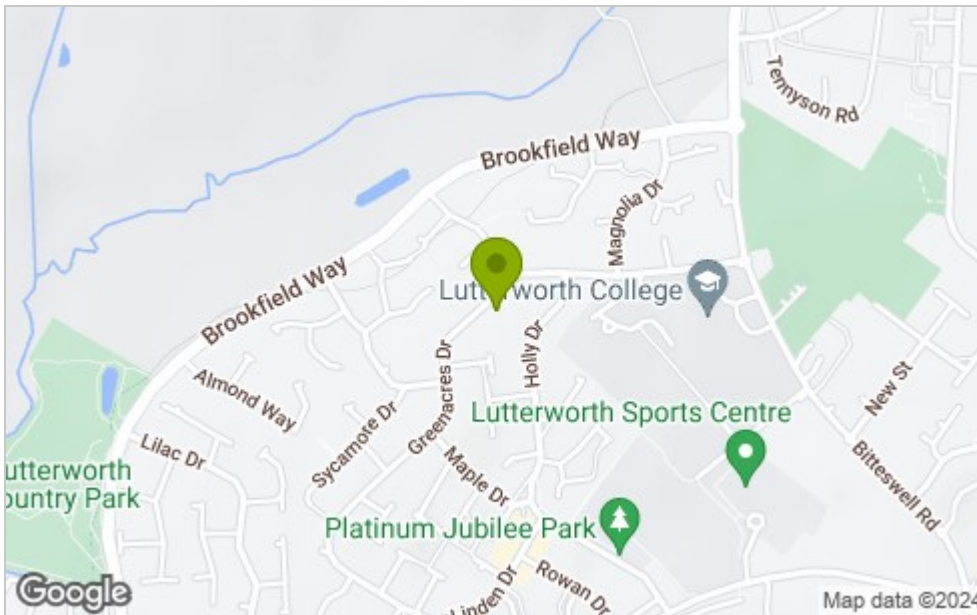 Tennyson Rd
Brookfield Way
Magnolia Dr
Lutterworth College
Brookfield Way
Holly Dr
Greenacres Dr
New St
Almond Way
Sycamote Dr
Lutterworth Sports Centre
Lilac Dr
Maple Dr
Bitteswell Rd
utterworth
ountry Park
Platinum Jubilee Park
Rowan Dr
Linden Dr
Google
Map data ©2024